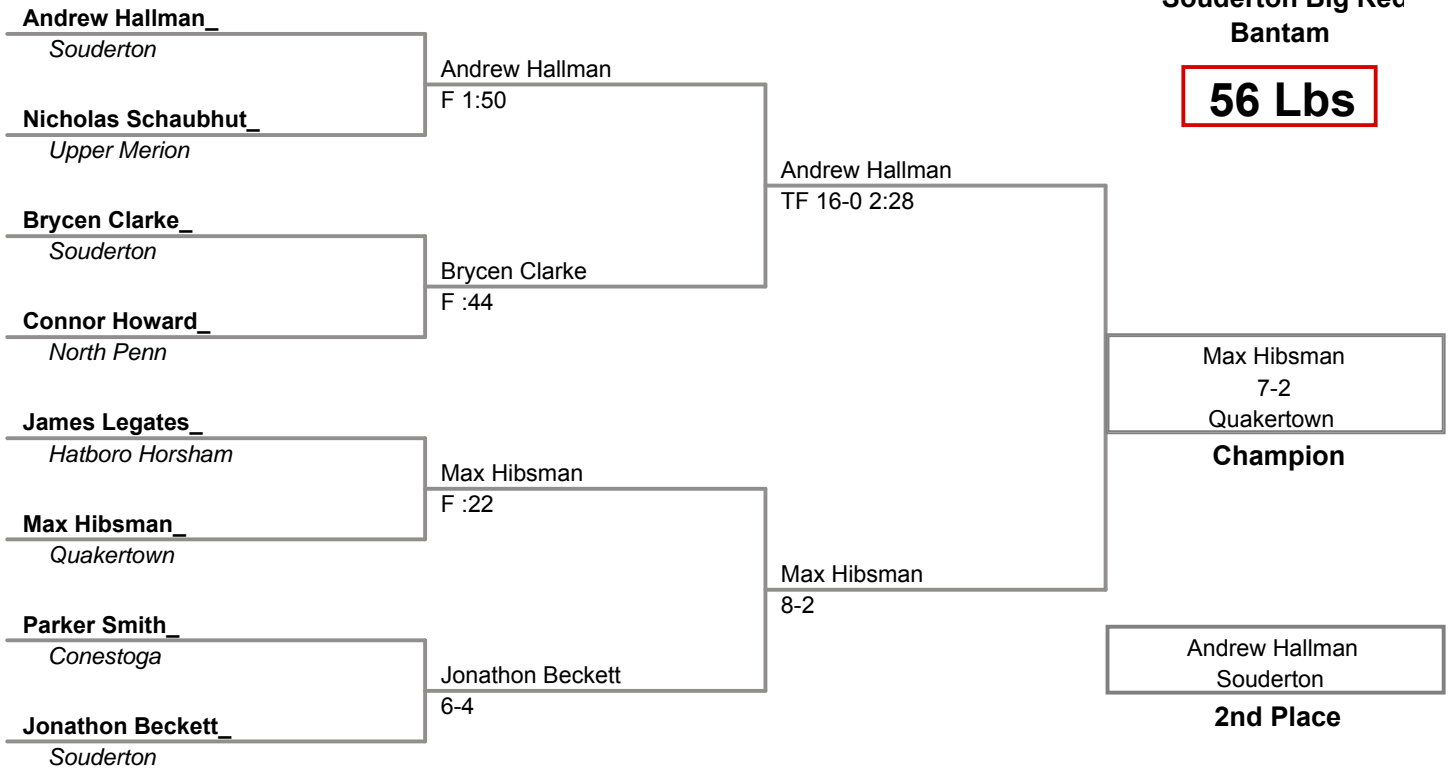 Souderton Big Red
Bantam
56 Lbs
Andrew Hallman_
Souderton
Nicholas Schaubhut_
Upper Merion
Brycen Clarke_
Souderton
Connor Howard_
North Penn
James Legates_
Hatboro Horsham
Max Hibsman_
Quakertown
Parker Smith_
Conestoga
Jonathon Beckett_
Souderton
Andrew Hallman
F 1:50
Brycen Clarke
F :44
Max Hibsman
F :22
Jonathon Beckett
6-4
Andrew Hallman
TF 16-0 2:28
Max Hibsman
8-2
Max Hibsman
7-2
Quakertown
Champion
Andrew Hallman
Souderton
2nd Place